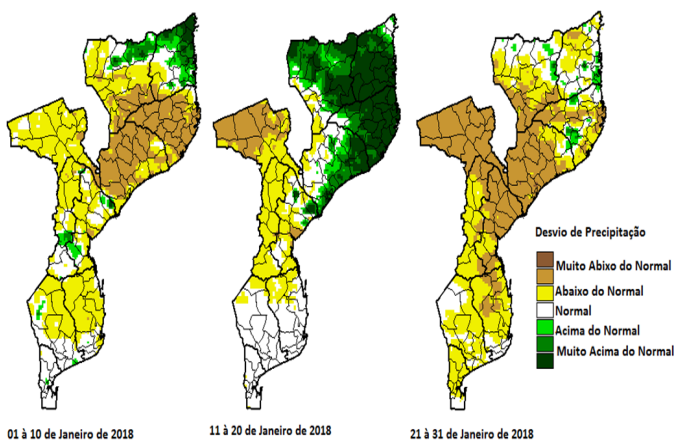 Desvio de Precipitação
Muito Abixo do Normal
Abaixo do Normal
Normal
Acima do Normal
Muito Acima do Normal
01 à 10 de Janeiro de 2018
11 à 20 de Janeiro de 2018
21 à 31 de Janeiro de 2018